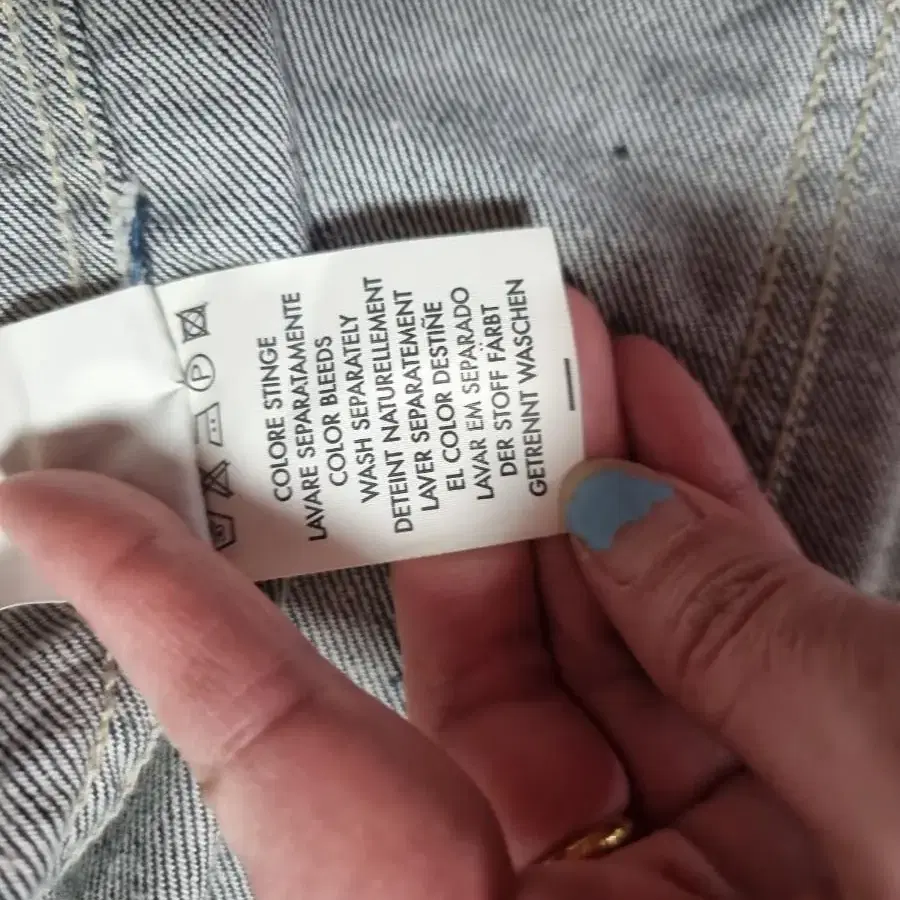 COLORE STINGE
LAVARE SEPARATAMENTE
COLOR BLEEDS
WASH SEPARATELY
DETEINT NATURELLEMENT
LAVER SEPARATEMENT
EL COLOR DESTIÑE
LAVAR EM SEPARADO
DER STOFF FÄRBT
GETRENNT WASCHEN
P